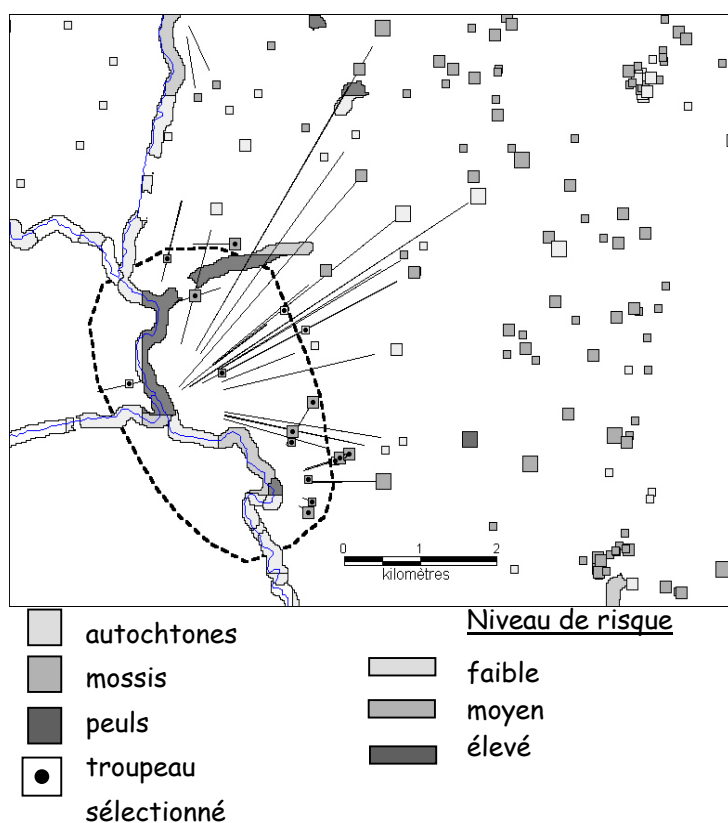 0 1 2
kilomètres
autochtones
mossis
peuls
troupeau
sélectionné
Niveau de risque
faible
moyen
élevé